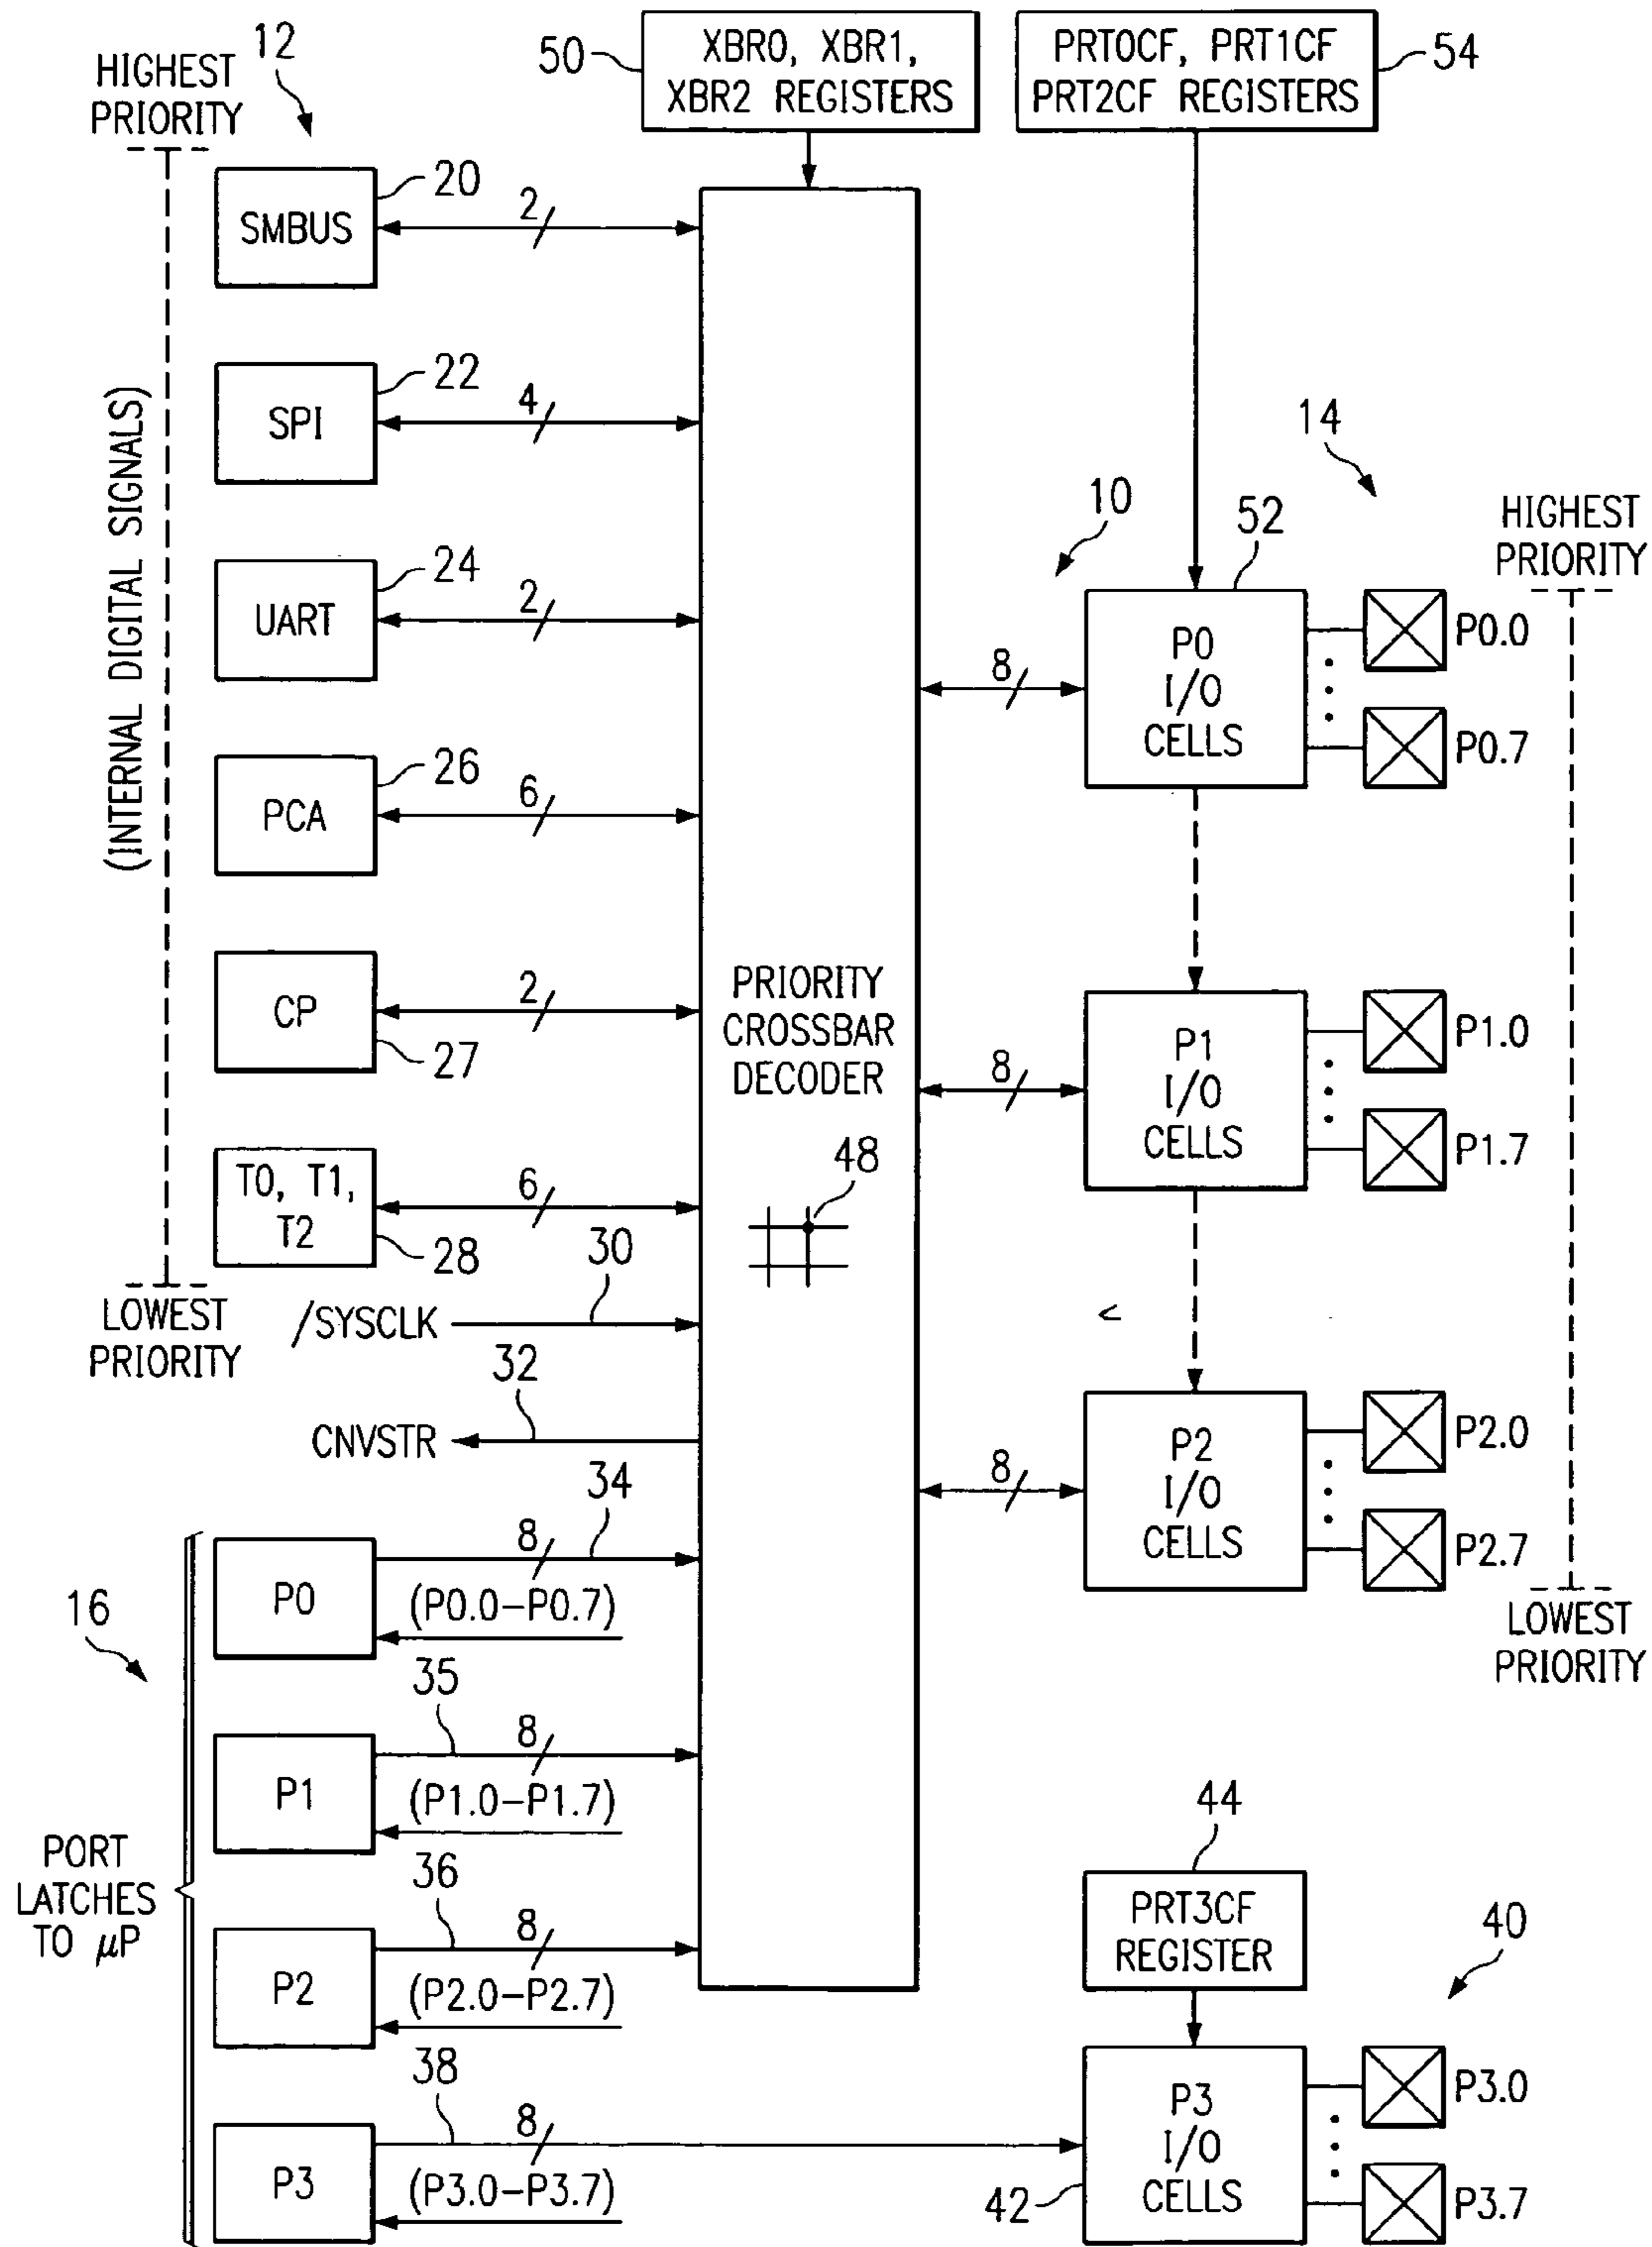 HIGHEST
PRIORITY
12
50
XBR0, XBR1,
XBR2 REGISTERS
PRT0CF, PRT1CF
PRT2CF REGISTERS
54
SMBUS
20
2
SPI
22
4
(INTERNAL DIGITAL SIGNALS)
UART
24
2
PCA
26
6
CP
27
2
T0, T1,
T2
28
6
LOWEST
PRIORITY
/SYSCLK
30
CNVSTR
32
PRIORITY
CROSSBAR
DECODER
48
10
14
HIGHEST
PRIORITY
52
8
P0
I/O
CELLS
P0.0
P0.7
8
P1
I/O
CELLS
P1.0
P1.7
8
P2
I/O
CELLS
P2.0
P2.7
LOWEST
PRIORITY
16
PORT
LATCHES
TO μP
P0
8
34
(P0.0–P0.7)
P1
35
8
(P1.0–P1.7)
P2
36
8
(P2.0–P2.7)
P3
38
8
(P3.0–P3.7)
44
PRT3CF
REGISTER
40
P3
I/O
CELLS
42
P3.0
P3.7